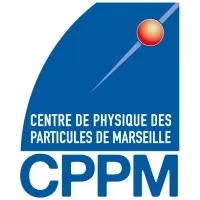 CENTRE DE PHYSIQUE DES
PARTICULES DE MARSEILLE
CPPM